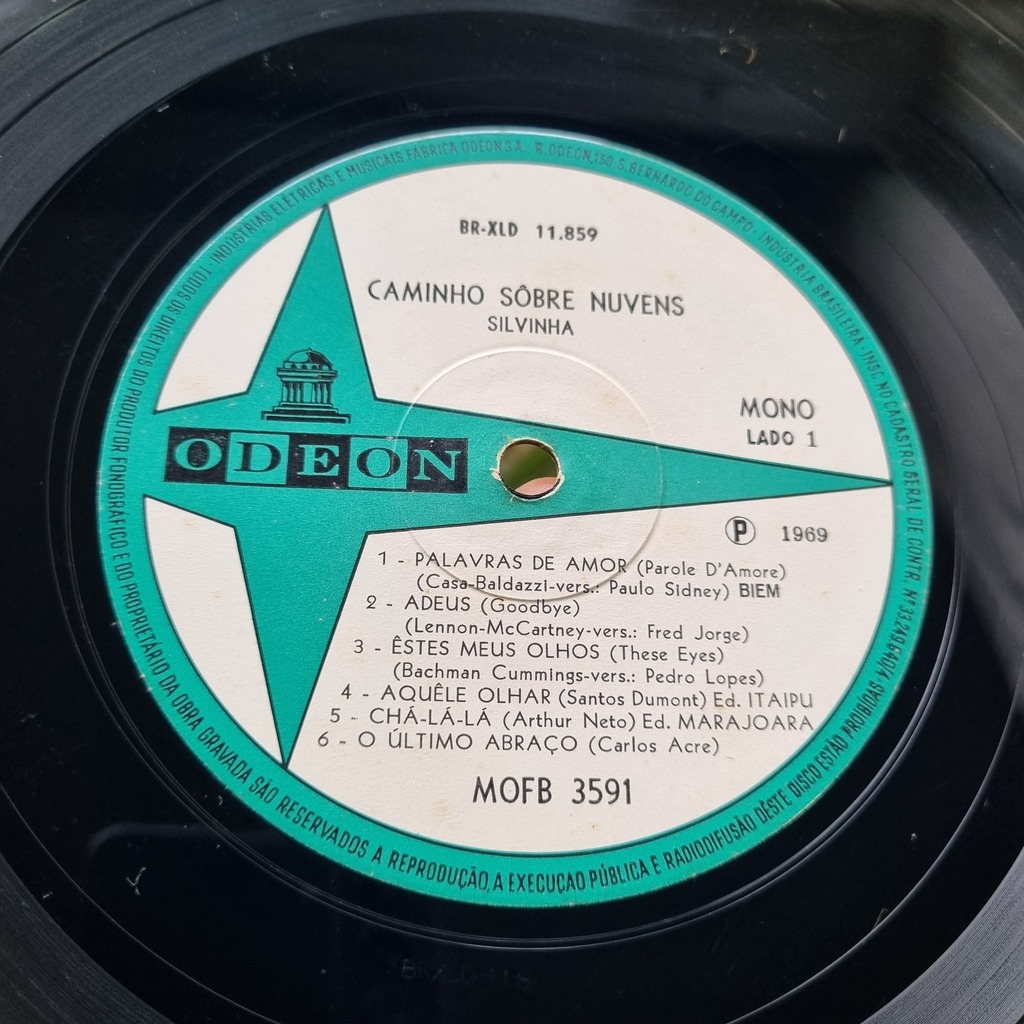 BR-XLD 11.859
CAMINHO SÔBRE NUVENS
SILVINHA
ODEON
MONO
LADO 1
Ⓟ 1969
1 - PALAVRAS DE AMOR (Parole D'Amore)
(Casa-Baldazzi-vers.: Paulo Sidney) BIEM
2 - ADEUS (Goodbye)
(Lennon-McCartney-vers.: Fred Jorge)
3 - ÊSTES MEUS OLHOS (These Eyes)
(Bachman Cummings-vers.: Pedro Lopes)
4 - AQUÊLE OLHAR (Santos Dumont) Ed. ITAIPU
5 - CHÁ-LÁ-LÁ (Arthur Neto) Ed. MARAJOARA
6 - O ÚLTIMO ABRAÇO (Carlos Acre)
MOFB 3591
INDUSTRIAS ELETRICAS E MUSICAIS FÁBRICA ODEON S.A. - R. ODEON, 150 S. BERNARDO DO CAMPO - INDUSTRIA BRASILEIRA - INSC. NO CADASTRO GERAL DE CONTR. Nº 33.249.640/4 - TODOS OS DIREITOS DO PRODUTOR FONOGRÁFICO E DO PROPRIETÁRIO DA OBRA GRAVADA SÃO RESERVADOS A REPRODUÇÃO, A EXECUÇAO PÚBLICA E RADIODIFUSÃO DÊSTE DISCO ESTÃO PROIBIDAS